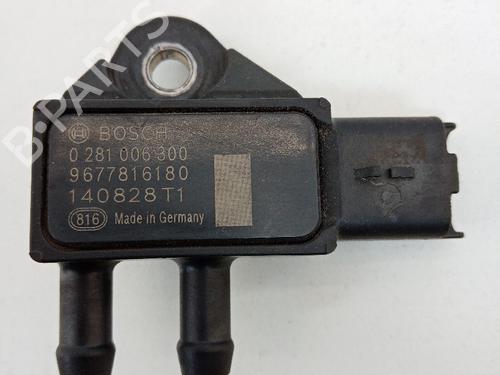 B-PARTS
BOSCH
0 281 006 300
9677816180
140828T1
816 Made in Germany